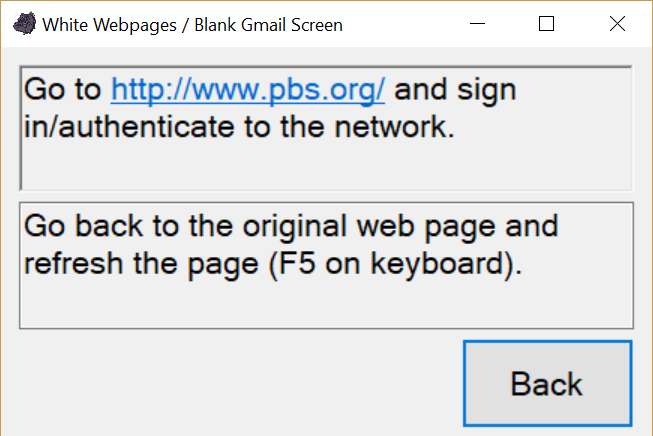 White Webpages / Blank Gmail Screen
Go to http://www.pbs.org/ and sign
in/authenticate to the network.
Go back to the original web page and
refresh the page (F5 on keyboard).
Back